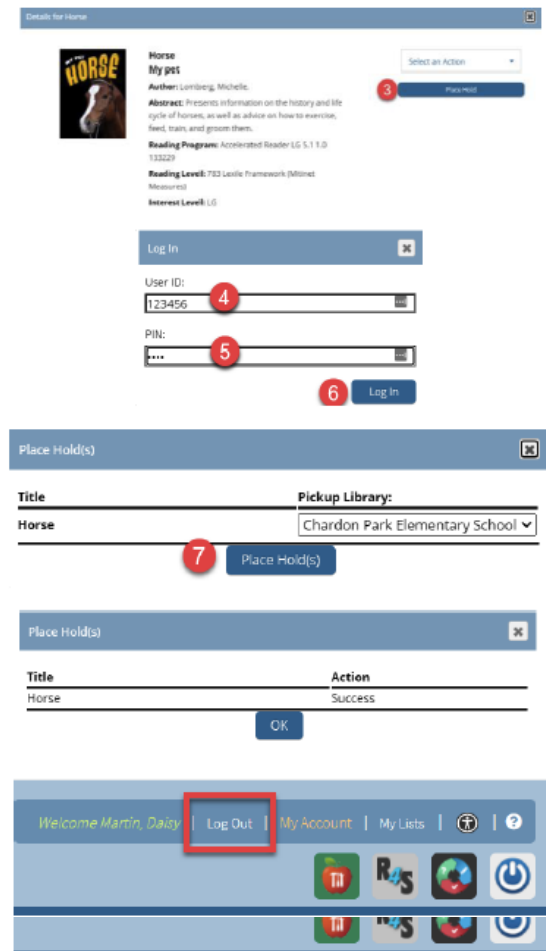 Details for Horse
HORSE
Horse
My pet
Author: Lomberg, Michelle.
Abstract: Presents information on the history and life
cycle of horses, as well as advice on how to exercise,
feed, train, and groom them.
Reading Program: Accelerated Reader LG 5.1 1.0
133229
Reading Level: 783 Lexile Framework (Mitinet
Measures)
Interest Level: LG
Select an Action
3
Place Hold
Log In
User ID:
123456
4
PIN:
....
5
6
Log In
Place Hold(s)
Title Pickup Library:
Horse Chardon Park Elementary School
7
Place Hold(s)
Place Hold(s)
Title Action
Horse Success
OK
Welcome Martin, Daisy | Log Out | My Account | My Lists | | ?
R4S